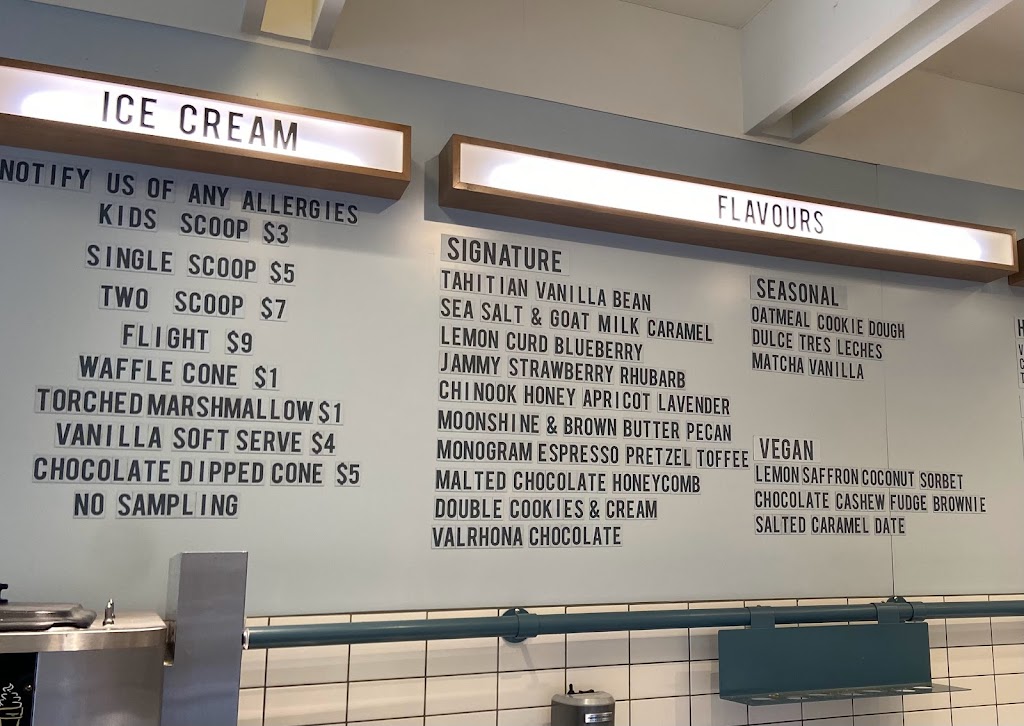 ICE CREAM
NOTIFY US OF ANY ALLERGIES
KIDS SCOOP $3
SINGLE SCOOP $5
TWO SCOOP $7
FLIGHT $9
WAFFLE CONE $1
TORCHED MARSHMALLOW $1
VANILLA SOFT SERVE $4
CHOCOLATE DIPPED CONE $5
NO SAMPLING
FLAVOURS
SIGNATURE
TAHITIAN VANILLA BEAN
SEA SALT & GOAT MILK CARAMEL
LEMON CURD BLUEBERRY
JAMMY STRAWBERRY RHUBARB
CHINOOK HONEY APRICOT LAVENDER
MOONSHINE & BROWN BUTTER PECAN
MONOGRAM ESPRESSO PRETZEL TOFFEE
MALTED CHOCOLATE HONEYCOMB
DOUBLE COOKIES & CREAM
VALRHONA CHOCOLATE
SEASONAL
OATMEAL COOKIE DOUGH
DULCE TRES LECHES
MATCHA VANILLA
VEGAN
LEMON SAFFRON COCONUT SORBET
CHOCOLATE CASHEW FUDGE BROWNIE
SALTED CARAMEL DATE